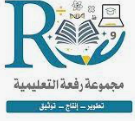 R
مجموعة رفعة التعليمية
تطوير – إنتاج – توثيق